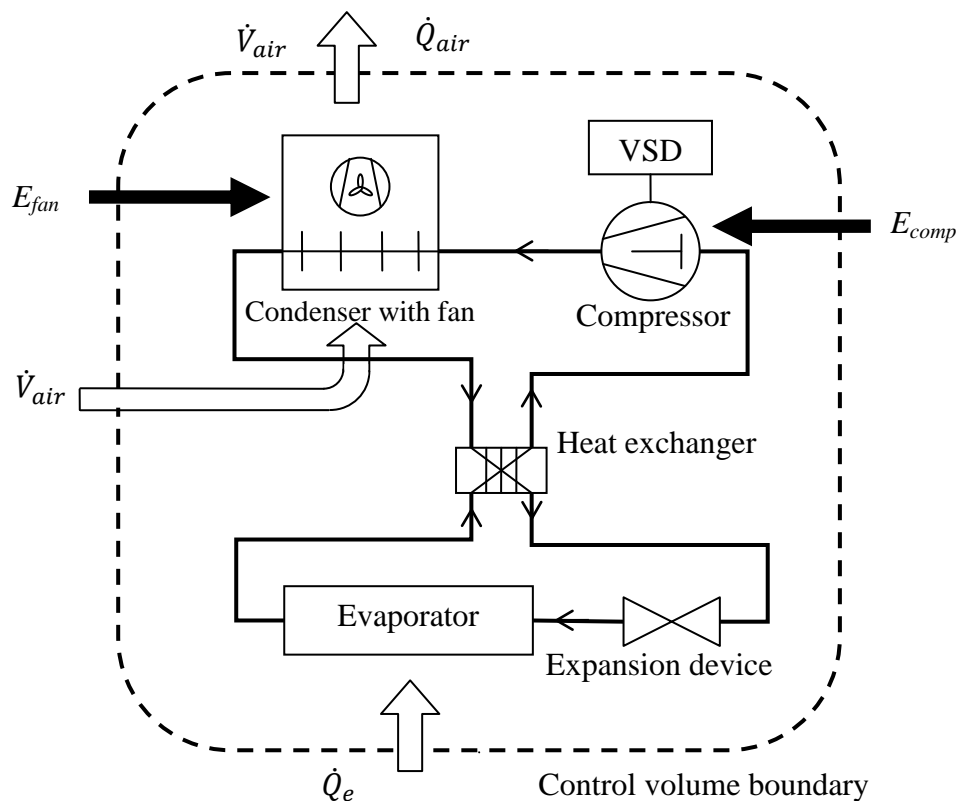 V̇air Q̇air
VSD
Efan
Ecomp
Condenser with fan
Compressor
V̇air
Heat exchanger
Evaporator
Expansion device
Q̇e
Control volume boundary